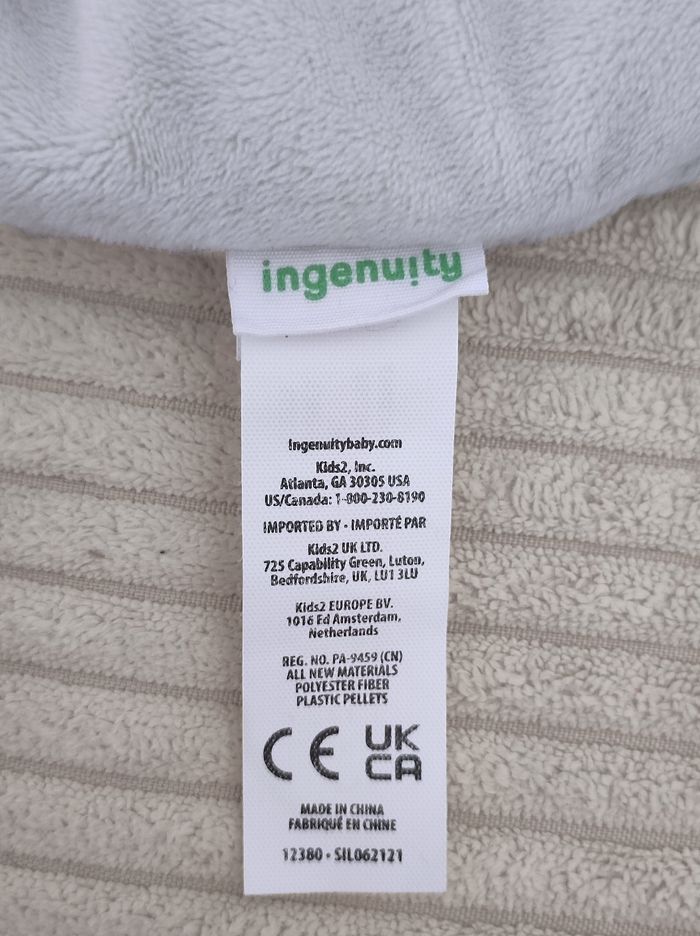 ingenuity
Ingenuitybaby.com
Kids2, Inc.
Atlanta, GA 30305 USA
US/Canada: 1-800-230-8190
IMPORTED BY • IMPORTÉ PAR
Kids2 UK LTD.
725 Capability Green, Luton,
Bedfordshire, UK, LU1 3LU
Kids2 EUROPE BV.
1016 Ed Amsterdam,
Netherlands
REG. NO. PA-9459 (CN)
ALL NEW MATERIALS
POLYESTER FIBER
PLASTIC PELLETS
CE UK
CA
MADE IN CHINA
FABRIQUÉ EN CHINE
12380 • SIL062121